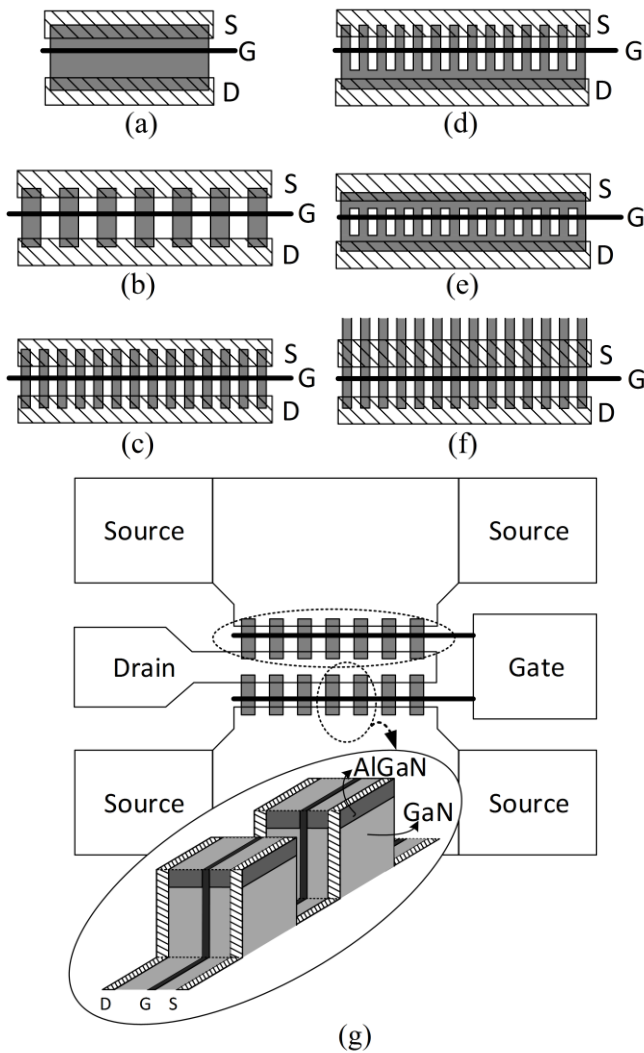 S
G
D
(a)
S
G
D
(b)
S
G
D
(c)
S
G
D
(d)
S
G
D
(e)
S
G
D
(f)
Source
Source
Drain
Gate
Source
Source
AlGaN
GaN
D G S
(g)